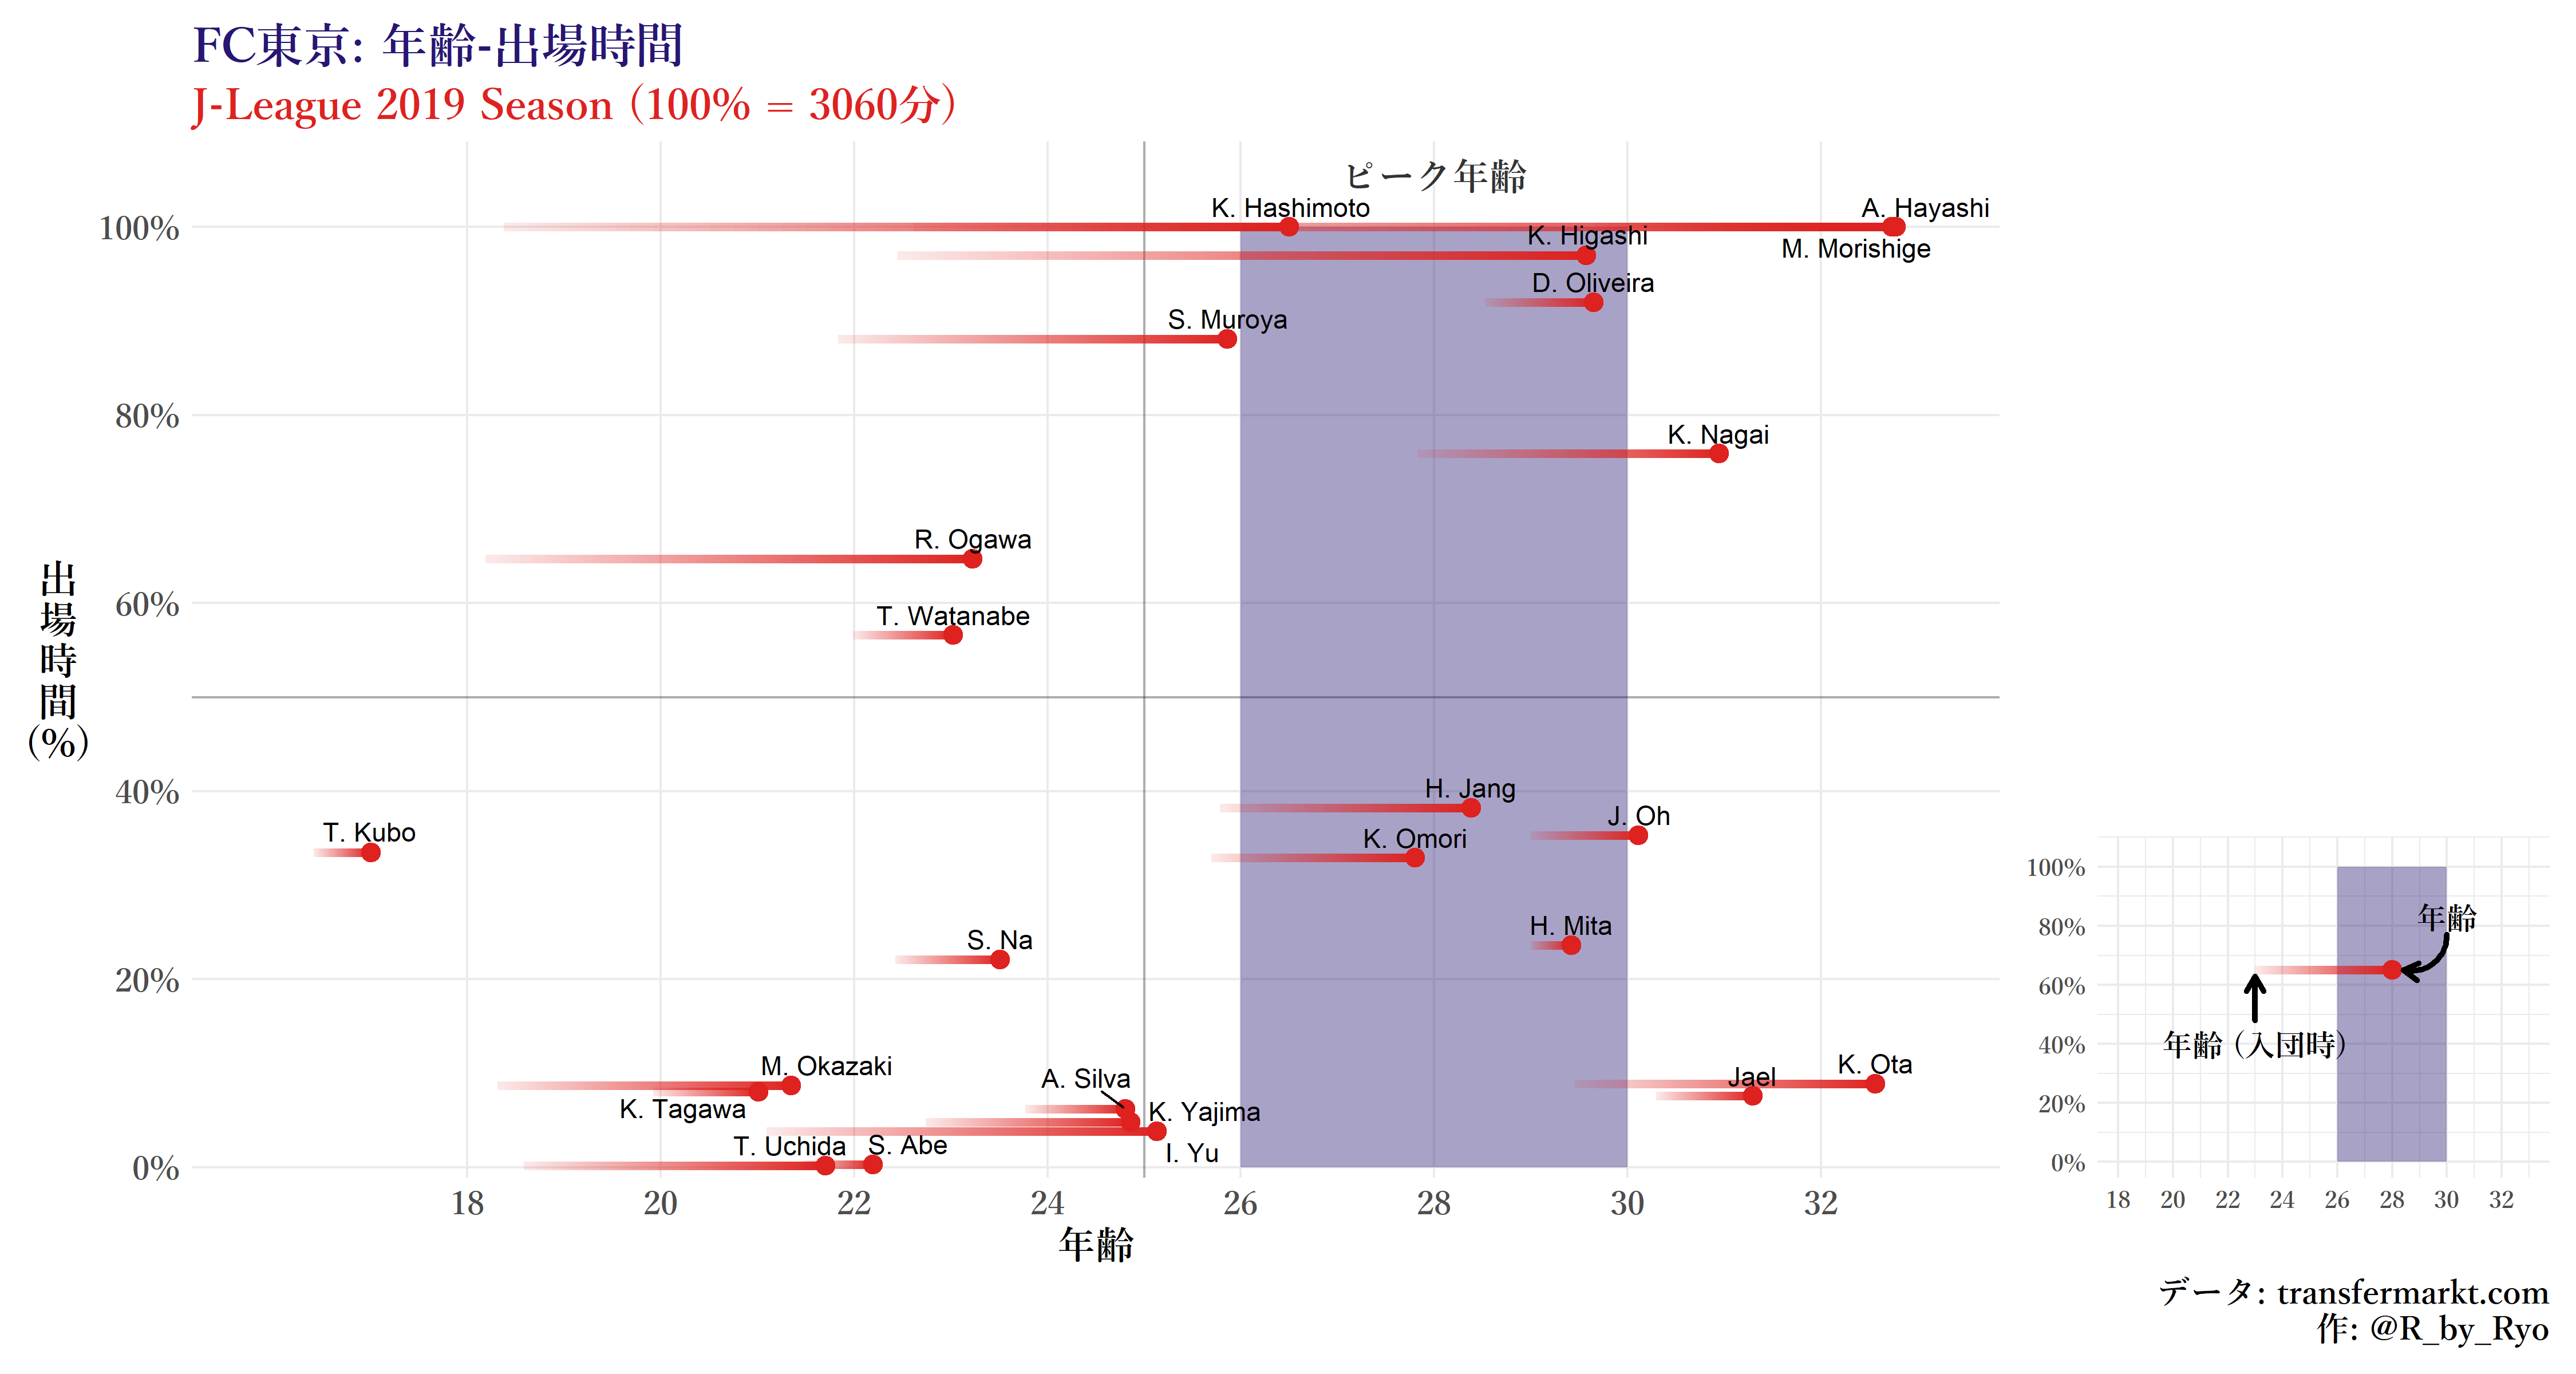 FC東京: 年齢-出場時間
J-League 2019 Season (100% = 3060分)
ピーク年齢
K. Hashimoto
A. Hayashi
100%
K. Higashi
M. Morishige
D. Oliveira
S. Muroya
80%
K. Nagai
R. Ogawa
60%
T. Watanabe
出場時間(%)
40%
H. Jang
J. Oh
T. Kubo
K. Omori
H. Mita
S. Na
20%
M. Okazaki
A. Silva
K. Ota
Jael
K. Tagawa
K. Yajima
T. Uchida
S. Abe
I. Yu
0%
18 20 22 24 26 28 30 32
年齢
100%
80%
60%
40%
20%
0%
年齢
年齢 (入団時)
18 20 22 24 26 28 30 32
データ: transfermarkt.com
作: @R_by_Ryo